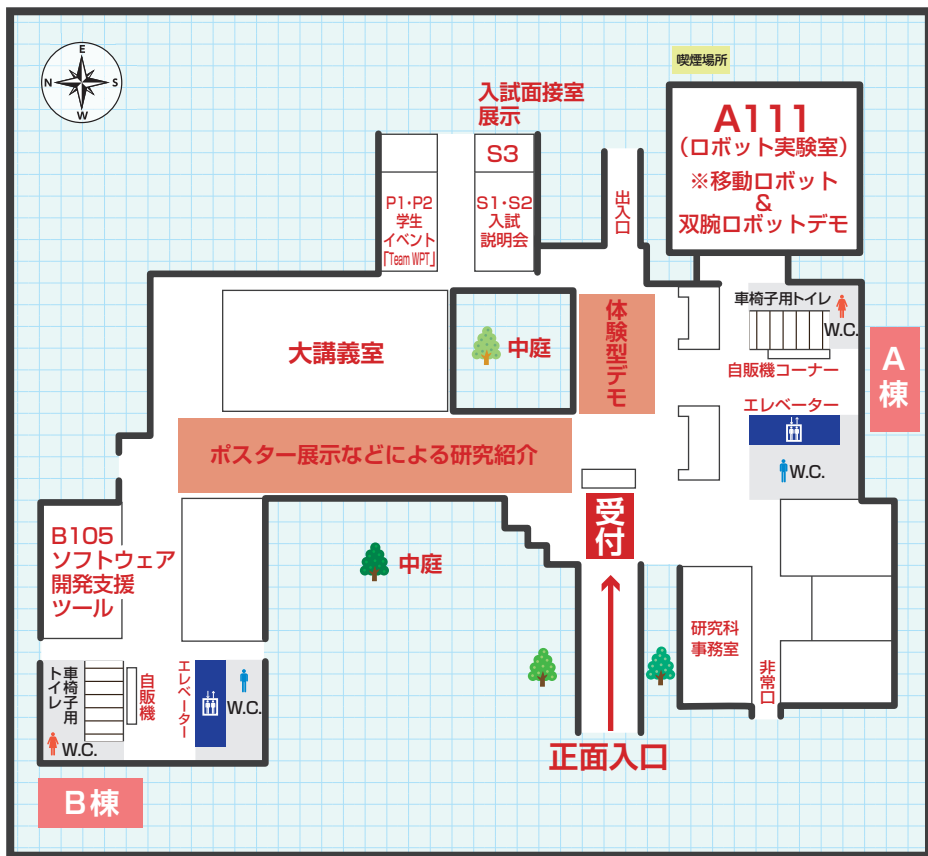 E
N
S
W
喫煙場所
入試面接室
展示
A111
(ロボット実験室)
※移動ロボット
&
双腕ロボットデモ
S3
P1・P2
学生
イベント
「Team WPT」
S1・S2
入試
説明会
出入口
車椅子用トイレ
W.C.
自販機コーナー
A棟
大講義室
中庭
体験型デモ
エレベーター
W.C.
ポスター展示などによる研究紹介
受付
B105
ソフトウェア
開発支援
ツール
中庭
研究科
事務室
非常口
車椅子用
トイレ
W.C.
自販機
エレベーター
W.C.
正面入口
B棟